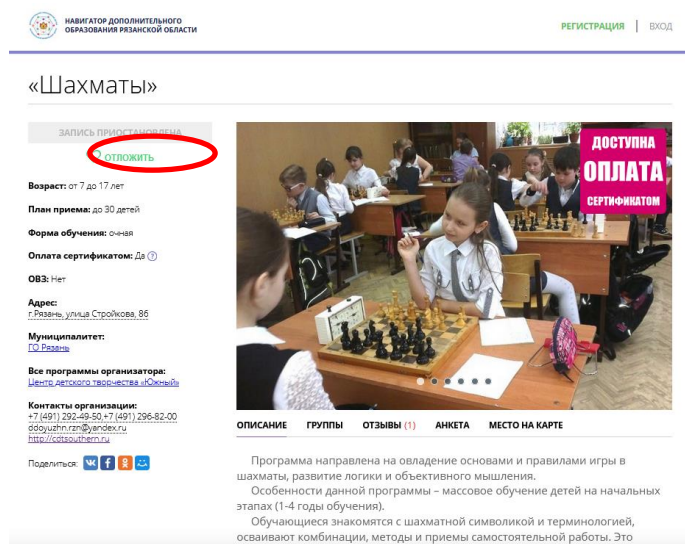 НАВИГАТОР ДОПОЛНИТЕЛЬНОГО
ОБРАЗОВАНИЯ РЯЗАНСКОЙ ОБЛАСТИ
РЕГИСТРАЦИЯ | ВХОД
«Шахматы»
ЗАПИСЬ ПРИОСТАНОВЛЕНА
ОТЛОЖИТЬ
Возраст: от 7 до 17 лет
План приема: до 30 детей
Форма обучения: очная
Оплата сертификатом: Да ?
ОВЗ: Нет
Адрес:
г.Рязань, улица Стройкова, 86
Муниципалитет:
ГО Рязань
Все программы организатора:
Центр детского творчества «Южный»
Контакты организации:
+7 (491) 292-49-50,+7 (491) 296-82-00
ddoyuzhn.rzn@yandex.ru
http://cdtsouthern.ru
Поделиться:
ДОСТУПНА
ОПЛАТА
СЕРТИФИКАТОМ
ОПИСАНИЕ ГРУППЫ ОТЗЫВЫ (1) АНКЕТА МЕСТО НА КАРТЕ
Программа направлена на овладение основами и правилами игры в
шахматы, развитие логики и объективного мышления.
Особенности данной программы – массовое обучение детей на начальных
этапах (1-4 годы обучения).
Обучающиеся знакомятся с шахматной символикой и терминологией,
осваивают комбинации, методы и приемы самостоятельной работы. Это